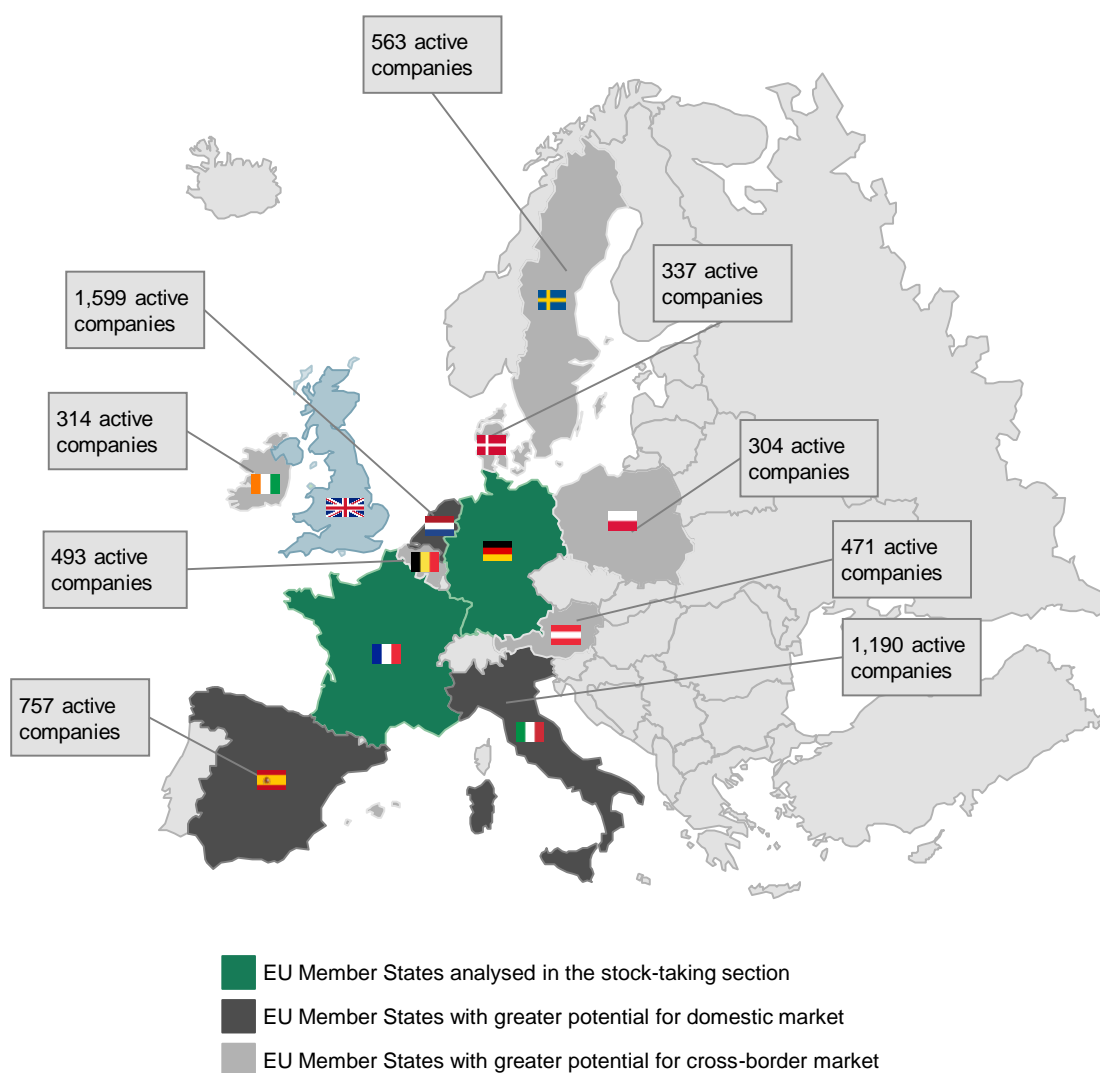 563 active
companies
337 active
companies
1,599 active
companies
314 active
companies
304 active
companies
493 active
companies
471 active
companies
1,190 active
companies
757 active
companies
EU Member States analysed in the stock-taking section
EU Member States with greater potential for domestic market
EU Member States with greater potential for cross-border market